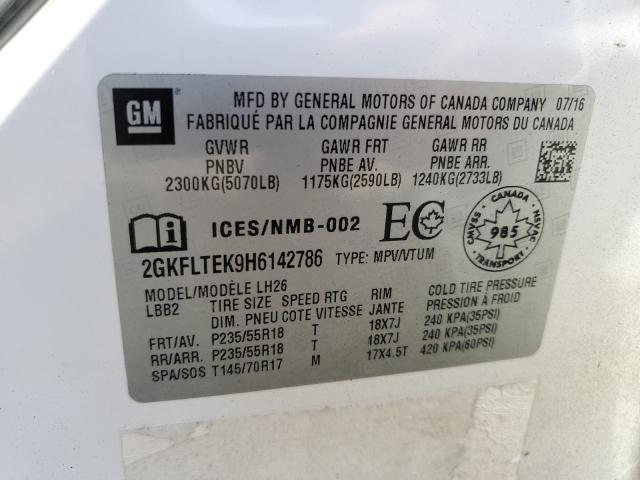 GM
MFD BY GENERAL MOTORS OF CANADA COMPANY 07/16
FABRIQUÉ PAR LA COMPAGNIE GENERAL MOTORS DU CANADA
GVWR GAWR FRT GAWR RR
PNBV PNBE AV. PNBE ARR.
2300KG(5070LB) 1175KG(2590LB) 1240KG(2733LB)
i ICES/NMB-002 EC
CANADA
CMVSS 985 NSVAC
TRANSPORT
2GKFLTEK9H6142786 TYPE: MPV/VTUM
MODEL/MODÈLE LH26
LBB2 TIRE SIZE SPEED RTG RIM COLD TIRE PRESSURE
DIM. PNEU COTE VITESSE JANTE PRESSION À FROID
FRT/AV. P235/55R18 T 18X7J 240 KPA(35PSI)
RR/ARR. P235/55R18 T 18X7J 240 KPA(35PSI)
SPA/SOS T145/70R17 M 17X4.5T 420 KPA(60PSI)